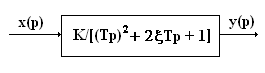 x(p)
K/[(Tp)² + 2ξTp + 1]
y(p)